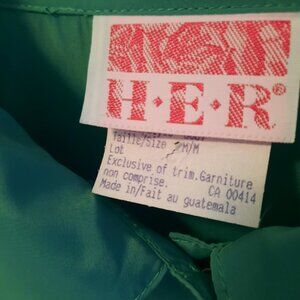 H·E·R®
Taille/Size M/M
Lot
Exclusive of trim.Garniture
non comprise. CA 00414
Made in/Fait au guatemala